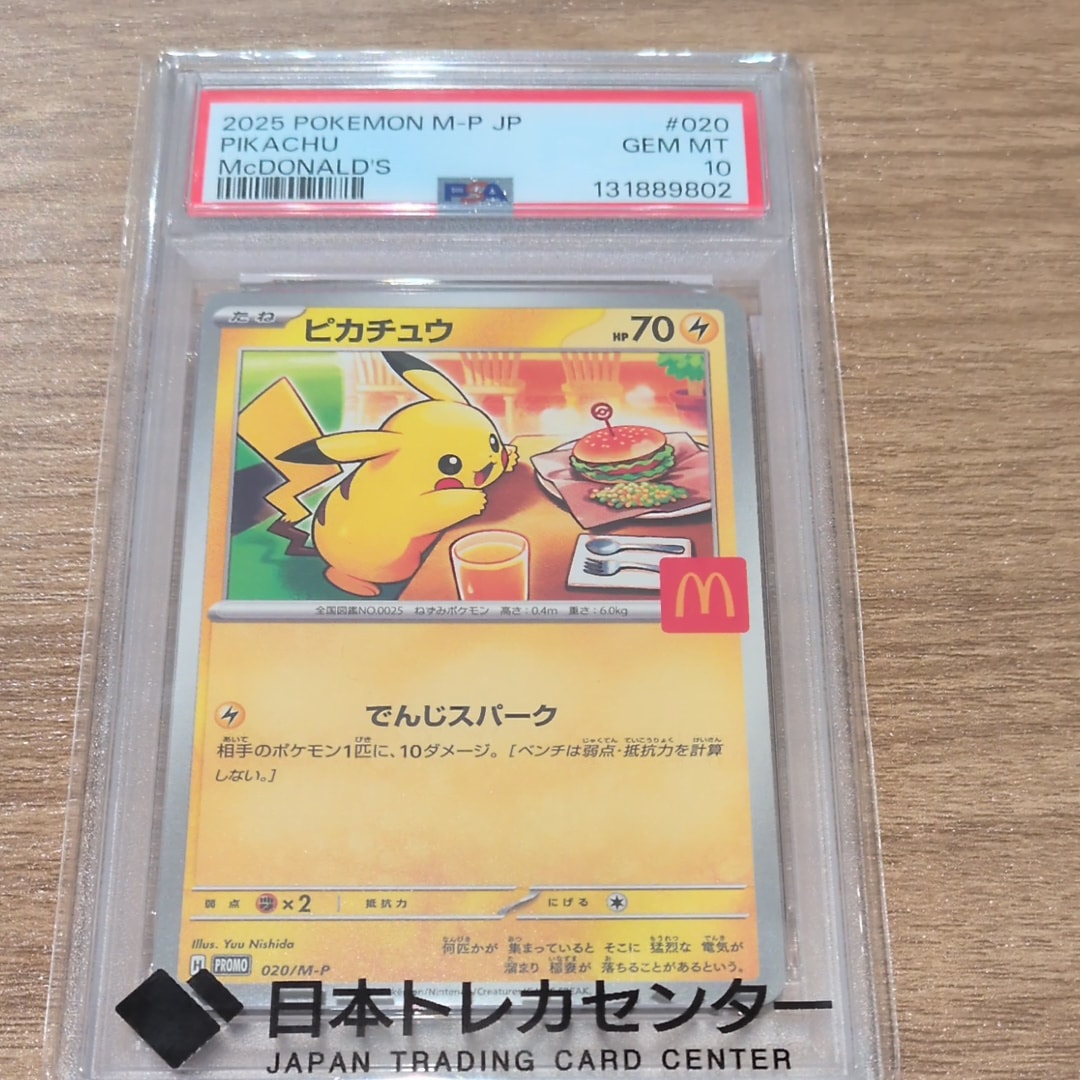 2025 POKEMON M-P JP #020
PIKACHU GEM MT
McDONALD'S 10
PSA 131889802
たね ピカチュウ HP70
全国図鑑NO.0025 ねずみポケモン 高さ：0.4m 重さ：6.0kg
でんじスパーク
相手のポケモン1匹に、10ダメージ。［ベンチは弱点・抵抗力を計算
しない。］
弱点 ×2 抵抗力 にげる
Illus. Yuu Nishida
何匹かが 集まっていると そこに 猛烈な 電気が
溜まり 稲妻が 落ちることがあるという。
H PROMO 020/M-P
日本トレカセンター
JAPAN TRADING CARD CENTER